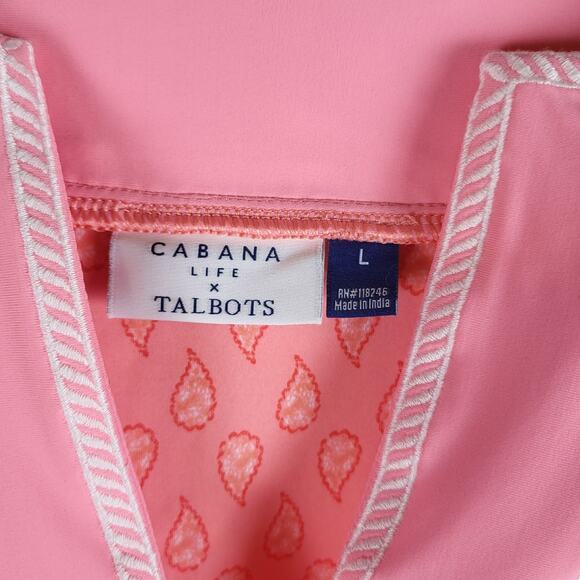 CABANA
LIFE
×
TALBOTS
L
RN#118246
Made in India